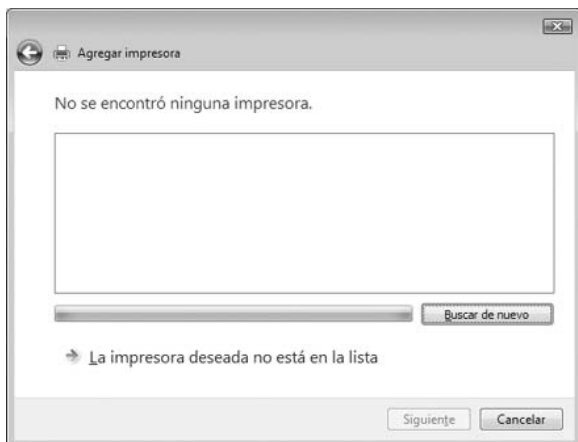 Agregar impresora
No se encontró ninguna impresora.
Buscar de nuevo
La impresora deseada no está en la lista
Siguiente
Cancelar